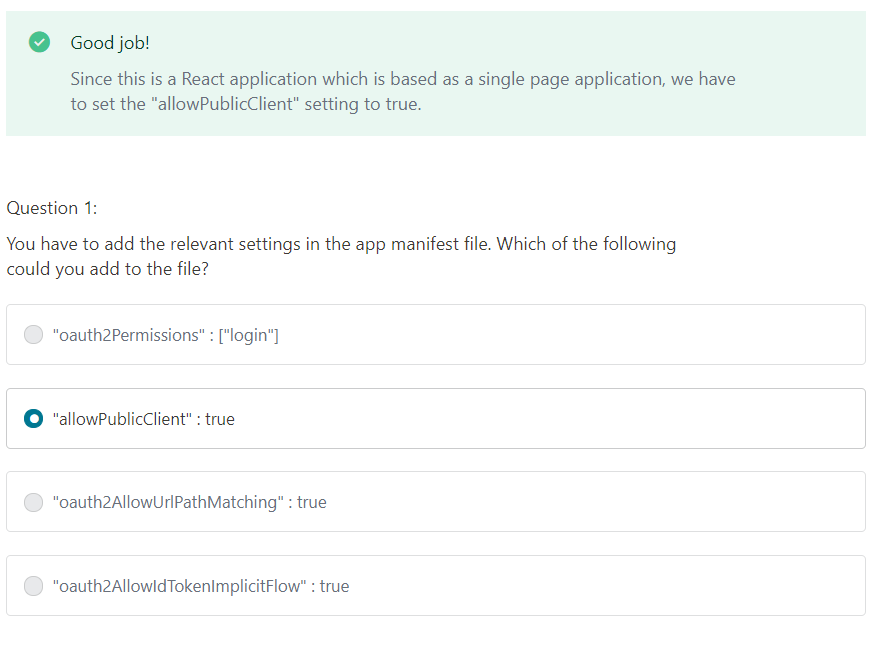 Good job!
Since this is a React application which is based as a single page application, we have
to set the "allowPublicClient" setting to true.
Question 1:
You have to add the relevant settings in the app manifest file. Which of the following
could you add to the file?
"oauth2Permissions" : ["login"]
"allowPublicClient" : true
"oauth2AllowUrlPathMatching" : true
"oauth2AllowIdTokenImplicitFlow" : true